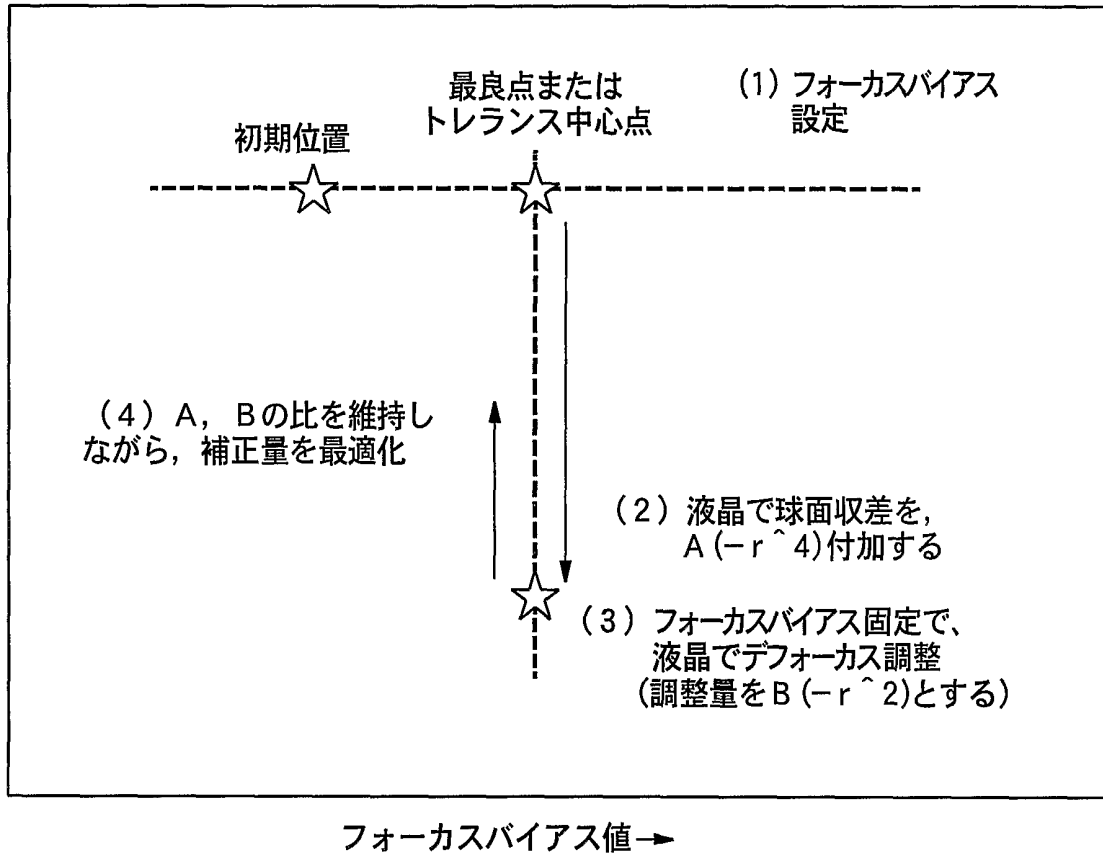 (1) フォーカスバイアス
設定
最良点または
トレランス中心点
初期位置
(4) A, Bの比を維持し
ながら, 補正量を最適化
(2) 液晶で球面収差を,
A(−r^4)付加する
(3) フォーカスバイアス固定で、
液晶でデフォーカス調整
(調整量をB(−r^2)とする)
フォーカスバイアス値→